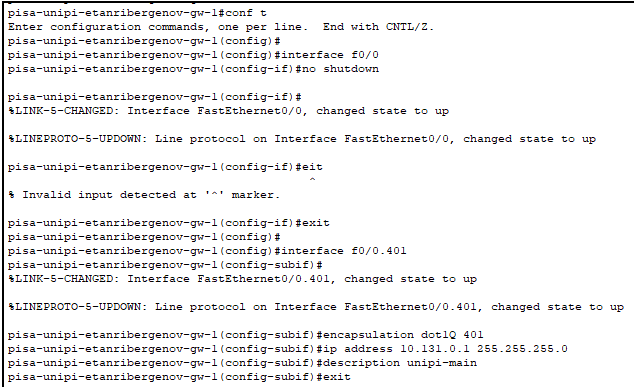 pisa-unipi-etanribergenov-gw-1#conf t
Enter configuration commands, one per line.  End with CNTL/Z.
pisa-unipi-etanribergenov-gw-1(config)#
pisa-unipi-etanribergenov-gw-1(config)#interface f0/0
pisa-unipi-etanribergenov-gw-1(config-if)#no shutdown

pisa-unipi-etanribergenov-gw-1(config-if)#
%LINK-5-CHANGED: Interface FastEthernet0/0, changed state to up

%LINEPROTO-5-UPDOWN: Line protocol on Interface FastEthernet0/0, changed state to up

pisa-unipi-etanribergenov-gw-1(config-if)#eit
                                           ^
% Invalid input detected at '^' marker.

pisa-unipi-etanribergenov-gw-1(config-if)#exit
pisa-unipi-etanribergenov-gw-1(config)#
pisa-unipi-etanribergenov-gw-1(config)#interface f0/0.401
pisa-unipi-etanribergenov-gw-1(config-subif)#
%LINK-5-CHANGED: Interface FastEthernet0/0.401, changed state to up

%LINEPROTO-5-UPDOWN: Line protocol on Interface FastEthernet0/0.401, changed state to up

pisa-unipi-etanribergenov-gw-1(config-subif)#encapsulation dot1Q 401
pisa-unipi-etanribergenov-gw-1(config-subif)#ip address 10.131.0.1 255.255.255.0
pisa-unipi-etanribergenov-gw-1(config-subif)#description unipi-main
pisa-unipi-etanribergenov-gw-1(config-subif)#exit